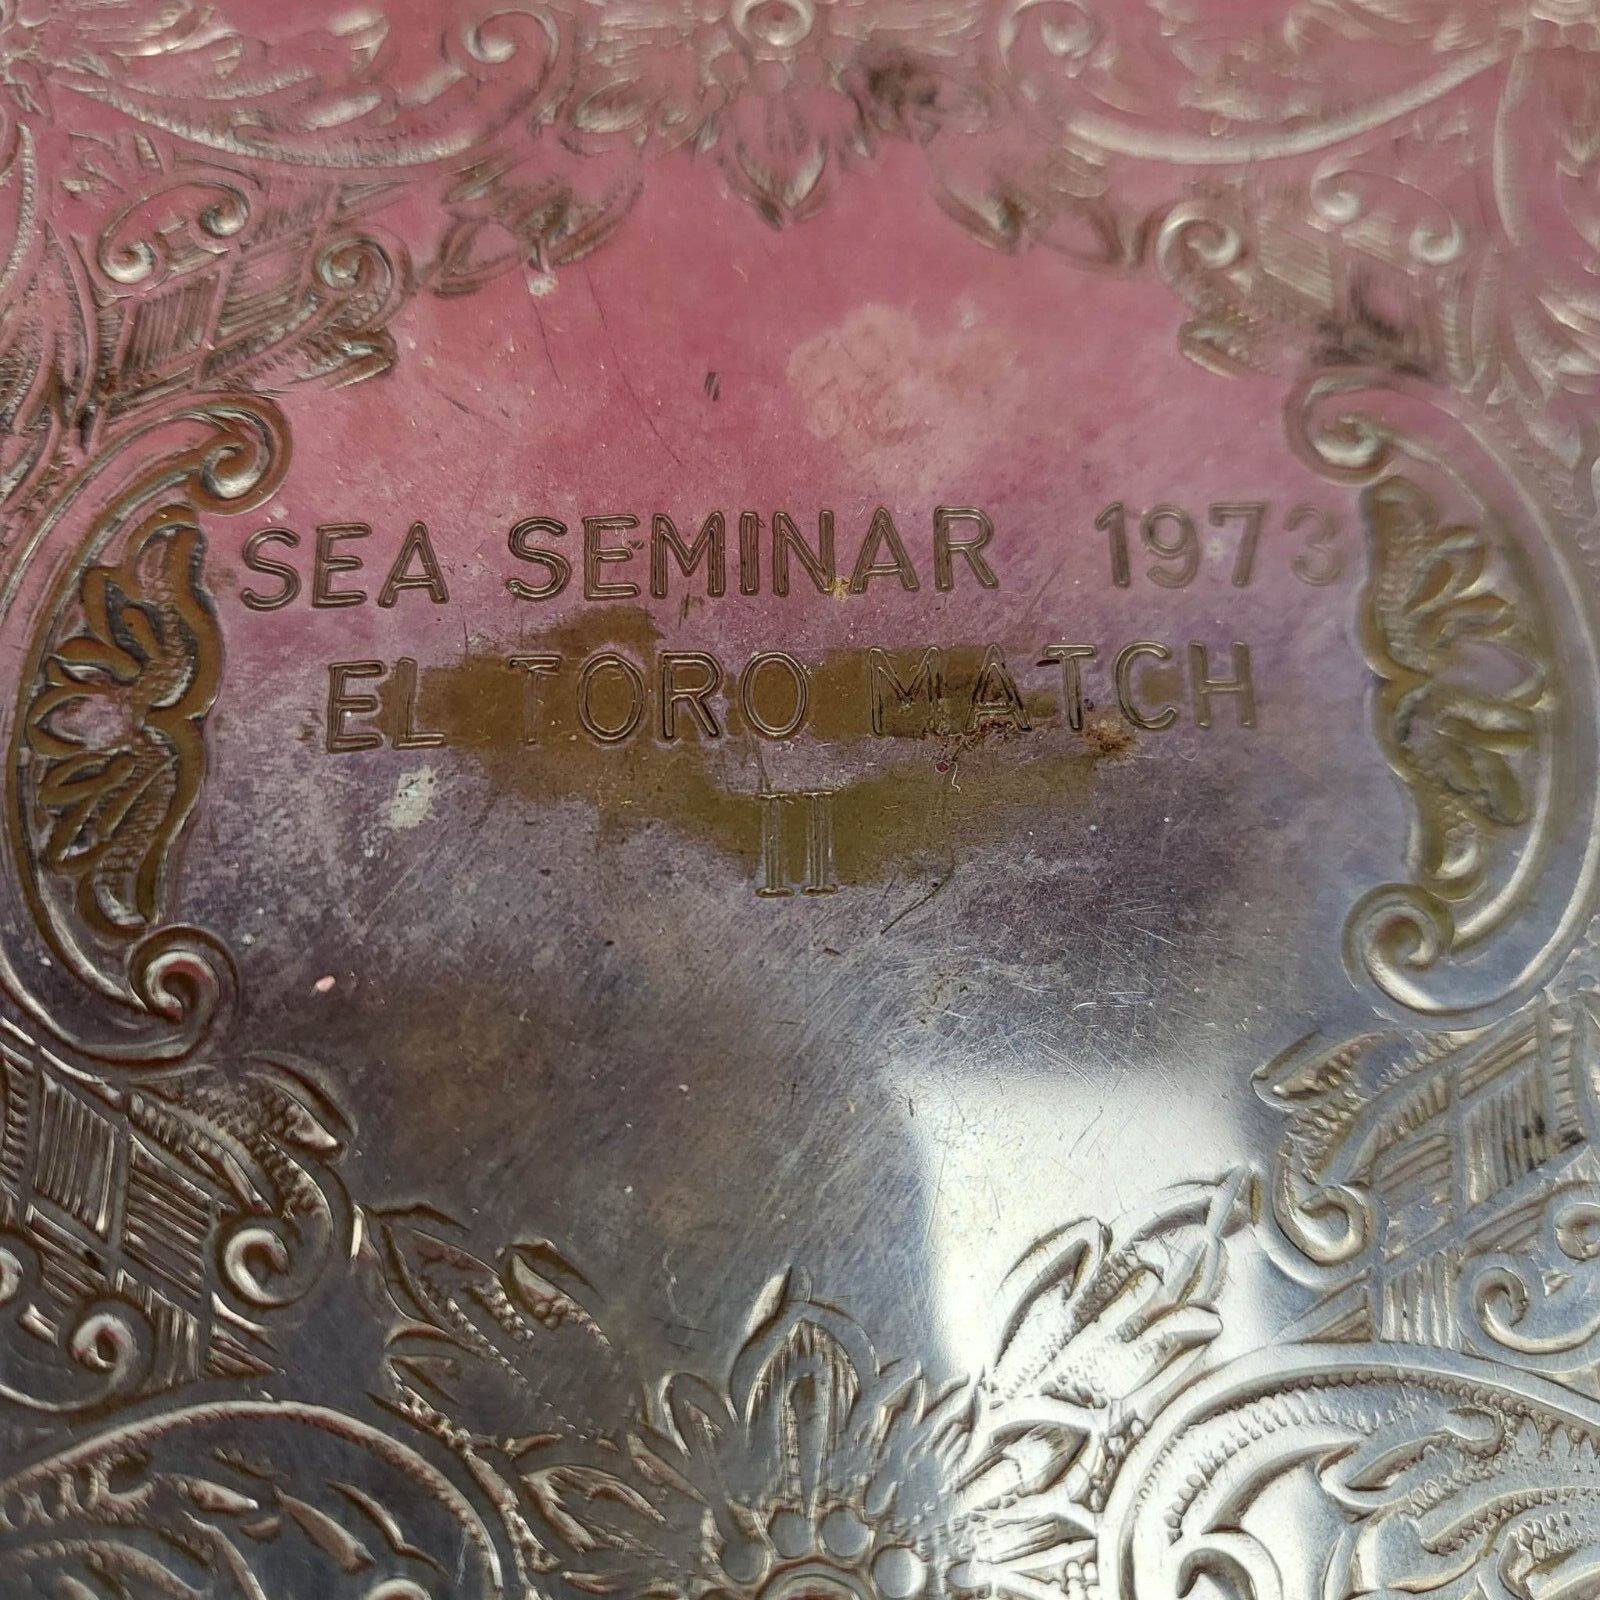 SEA SEMINAR 1973
EL TORO MATCH
II